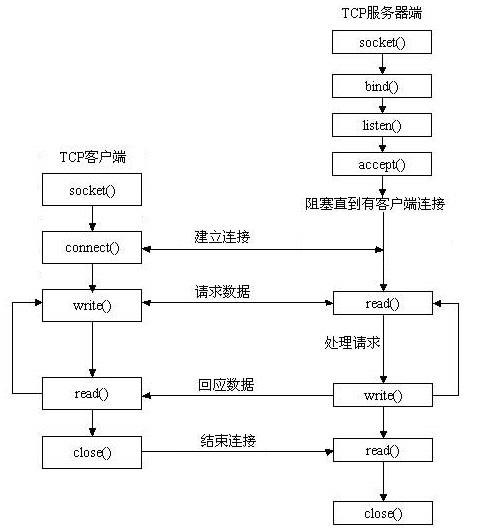 TCP服务器端
socket()
bind()
listen()
accept()
TCP客户端
socket()
阻塞直到有客户端连接
connect()
建立连接
write()
请求数据
read()
处理请求
read()
回应数据
write()
close()
结束连接
read()
close()